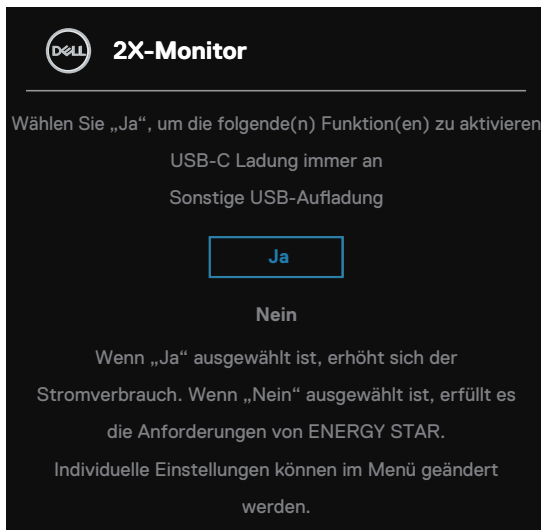 DELL
2X-Monitor
Wählen Sie „Ja“, um die folgende(n) Funktion(en) zu aktivieren
USB-C Ladung immer an
Sonstige USB-Aufladung
Ja
Nein
Wenn „Ja“ ausgewählt ist, erhöht sich der
Stromverbrauch. Wenn „Nein“ ausgewählt ist, erfüllt es
die Anforderungen von ENERGY STAR.
Individuelle Einstellungen können im Menü geändert
werden.